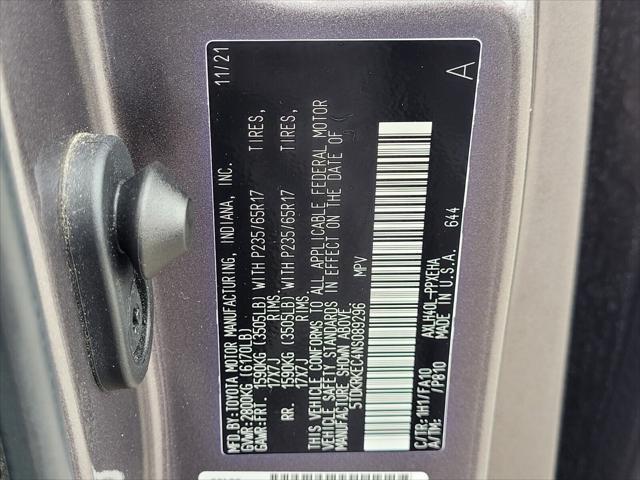 MFD.BY:TOYOTA MOTOR MANUFACTURING, INDIANA, INC. 11/21
GVWR:2800KG (6170LB)
GAWR:FRT. 1590KG (3505LB) WITH P235/65R17 TIRES,
17X7J RIMS.
RR. 1590KG (3505LB) WITH P235/65R17 TIRES,
17X7J RIMS.
THIS VEHICLE CONFORMS TO ALL APPLICABLE FEDERAL MOTOR
VEHICLE SAFETY STANDARDS IN EFFECT ON THE DATE OF
MANUFACTURE SHOWN ABOVE.
5TDKRKEC4NS089296 MPV
C/TR:1H1/FA10 AXLH40L-PPXEHA A
A/TM: /P810 MADE IN U.S.A. 644